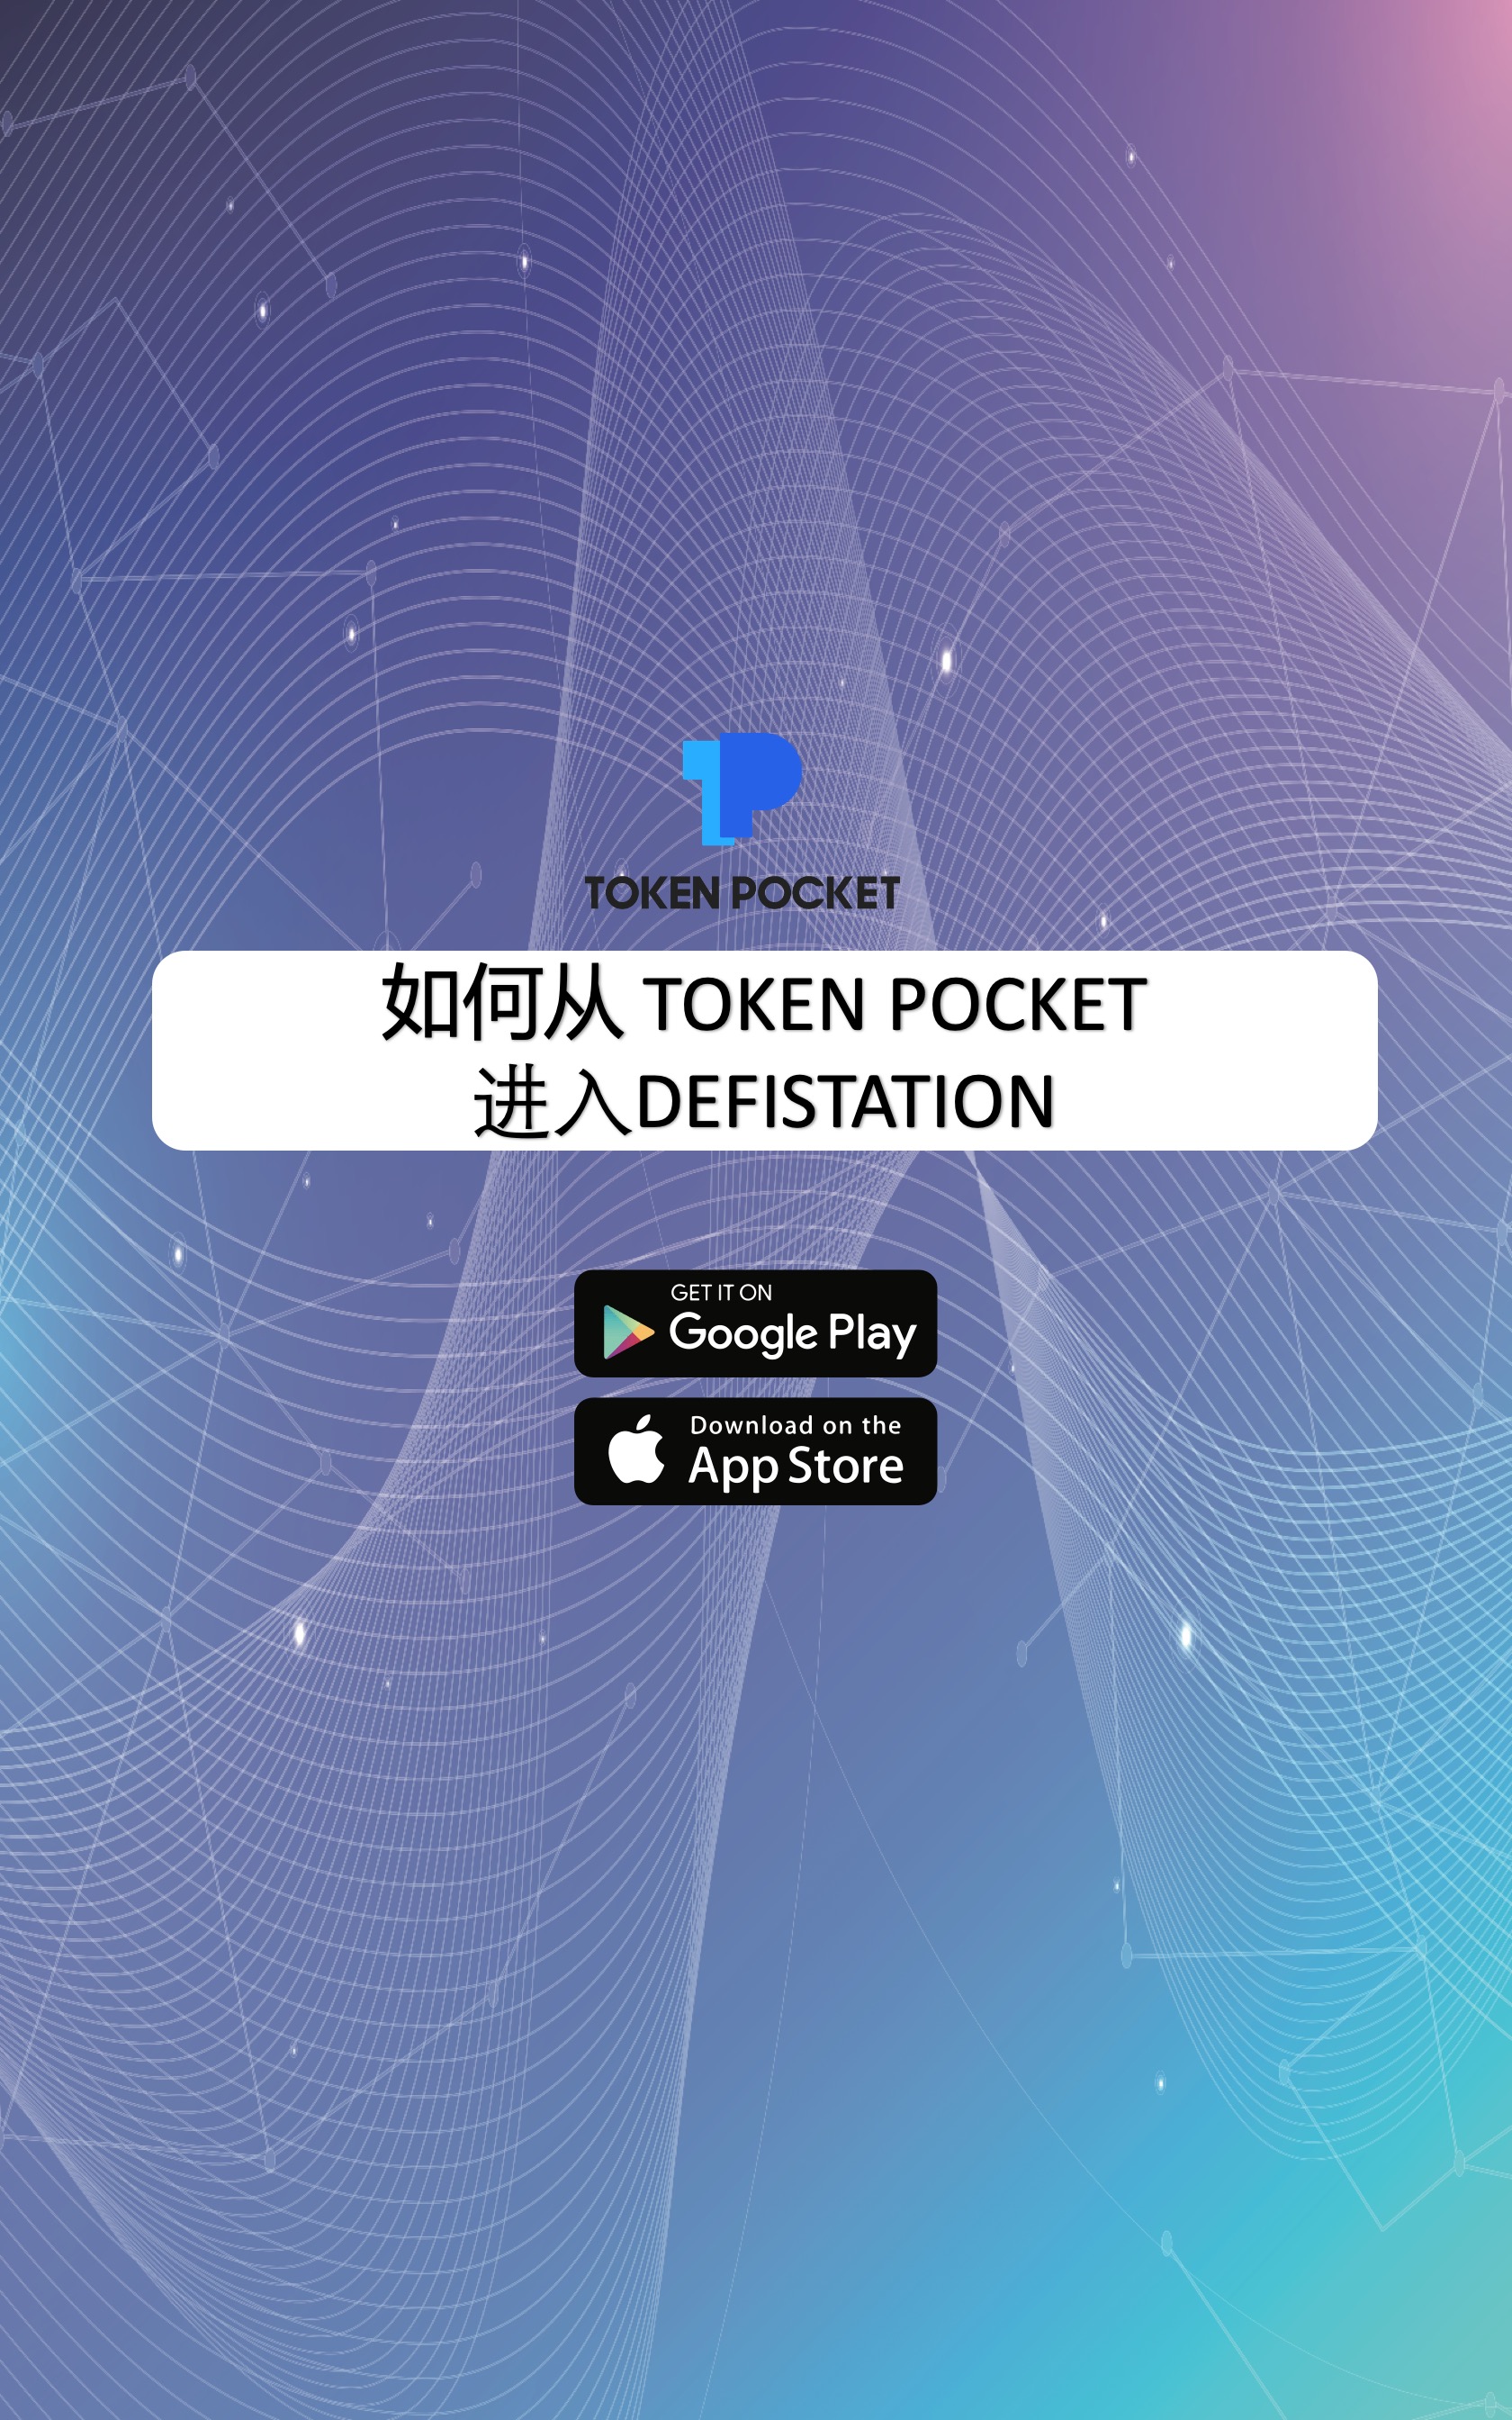 TOKEN POCKET
如何从 TOKEN POCKET
进入DEFISTATION
GET IT ON
Google Play
Download on the
App Store